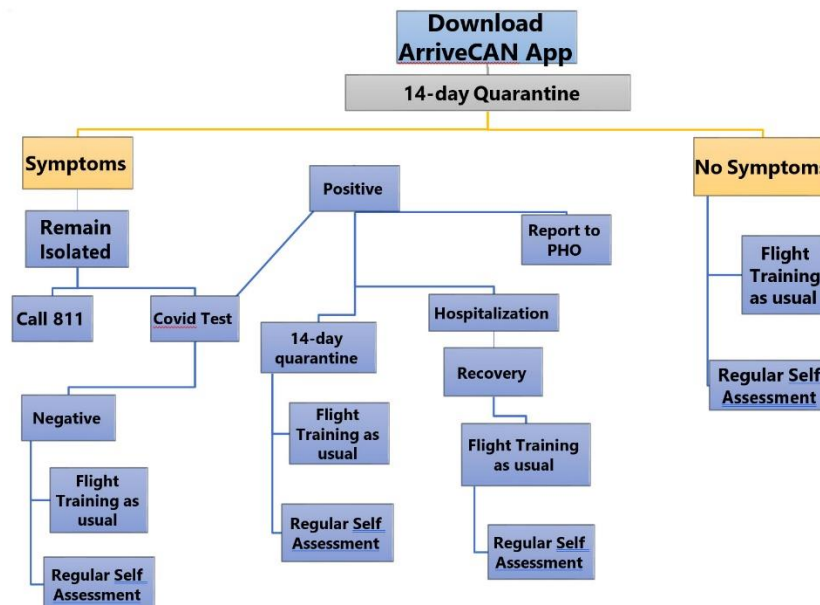 Download
ArriveCAN App
14-day Quarantine
Symptoms
No Symptoms
Positive
Remain
Isolated
Report to
PHO
Flight
Training
as usual
Call 811
Covid Test
14-day
quarantine
Hospitalization
Recovery
Regular Self
Assessment
Negative
Flight
Training as
usual
Flight Training
as usual
Flight
Training as
usual
Regular Self
Assessment
Regular Self
Assessment
Regular Self
Assessment